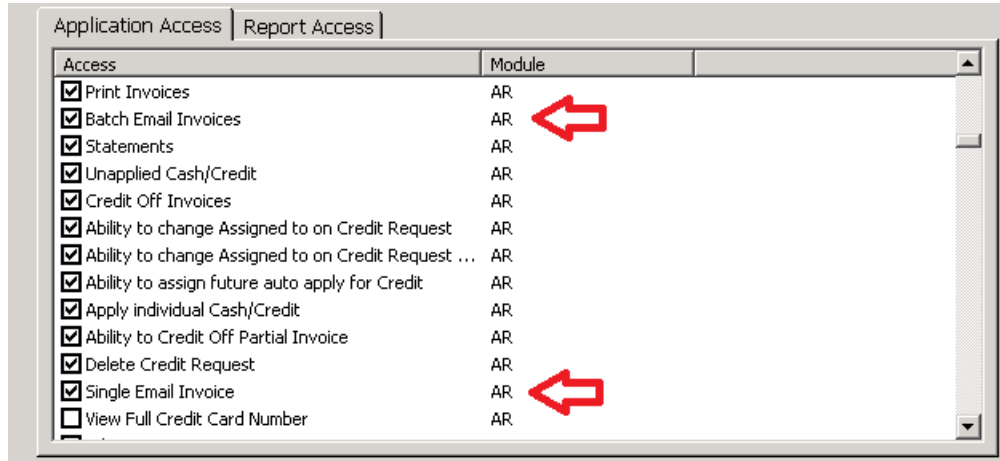 Application Access Report Access
Access Module
Print Invoices AR
Batch Email Invoices AR
Statements AR
Unapplied Cash/Credit AR
Credit Off Invoices AR
Ability to change Assigned to on Credit Request AR
Ability to change Assigned to on Credit Request ... AR
Ability to assign future auto apply for Credit AR
Apply individual Cash/Credit AR
Ability to Credit Off Partial Invoice AR
Delete Credit Request AR
Single Email Invoice AR
View Full Credit Card Number AR